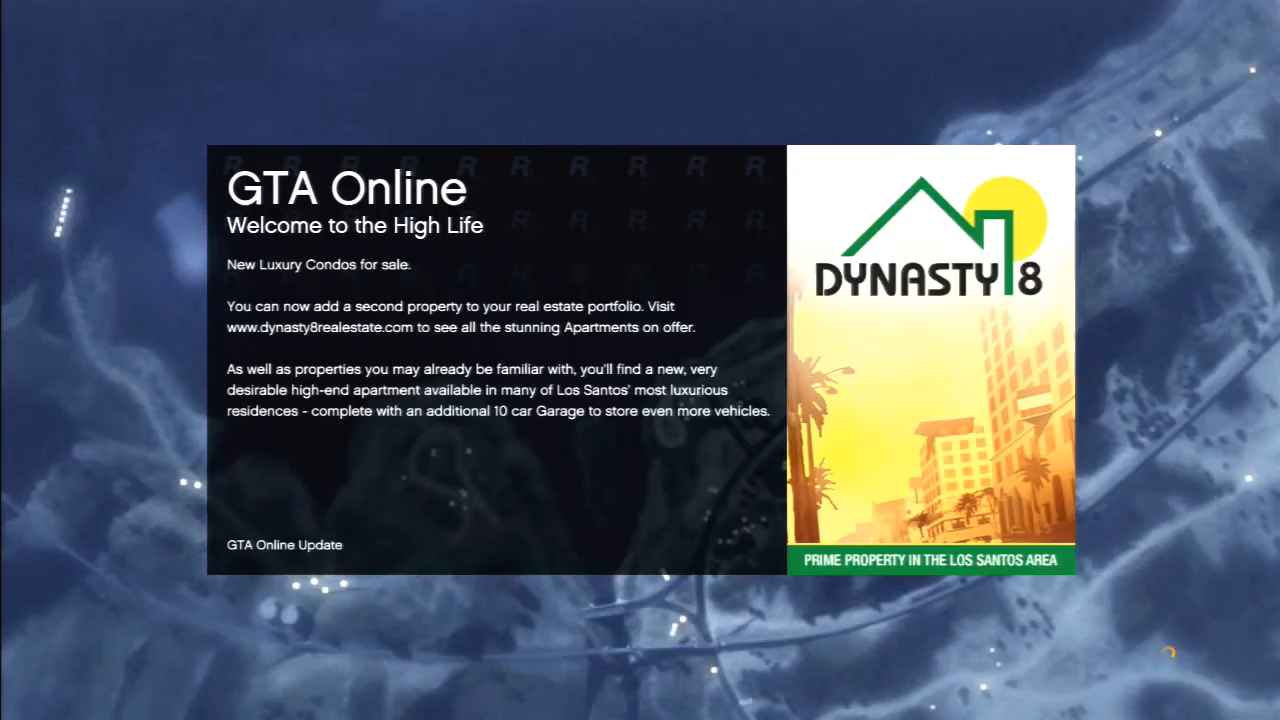 GTA Online
Welcome to the High Life
New Luxury Condos for sale.
You can now add a second property to your real estate portfolio. Visit
www.dynasty8realestate.com to see all the stunning Apartments on offer.
As well as properties you may already be familiar with, you'll find a new, very
desirable high-end apartment available in many of Los Santos' most luxurious
residences - complete with an additional 10 car Garage to store even more vehicles.
GTA Online Update
DYNASTY 8
PRIME PROPERTY IN THE LOS SANTOS AREA